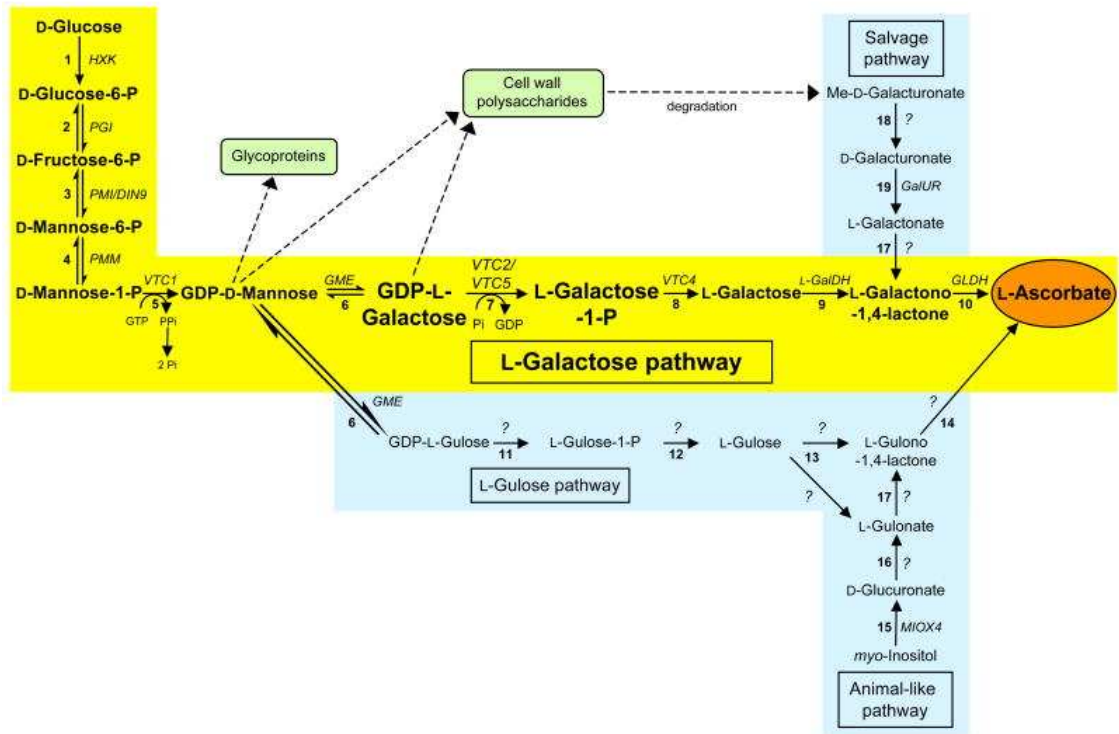 D-Glucose
1 HXK
D-Glucose-6-P
2 PGI
D-Fructose-6-P
3 PMI/DIN9
D-Mannose-6-P
4 PMM
D-Mannose-1-P
VTC1
5
GTP PPi
2 Pi
GDP-D-Mannose
Glycoproteins
Cell wall
polysaccharides
degradation
GME
6
GDP-L-
Galactose
VTC2/
VTC5
7
Pi GDP
L-Galactose
-1-P
VTC4
8
L-Galactose
L-GalDH
9
L-Galactono
-1,4-lactone
GLDH
10
L-Ascorbate
L-Galactose pathway
Salvage
pathway
Me-D-Galacturonate
18 ?
D-Galacturonate
19 GalUR
L-Galactonate
17 ?
GME
6
GDP-L-Gulose
?
11
L-Gulose-1-P
?
12
L-Gulose
?
13
L-Gulono
-1,4-lactone
?
14
L-Gulose pathway
?
17 ?
L-Gulonate
16 ?
D-Glucuronate
15 MIOX4
myo-Inositol
Animal-like
pathway